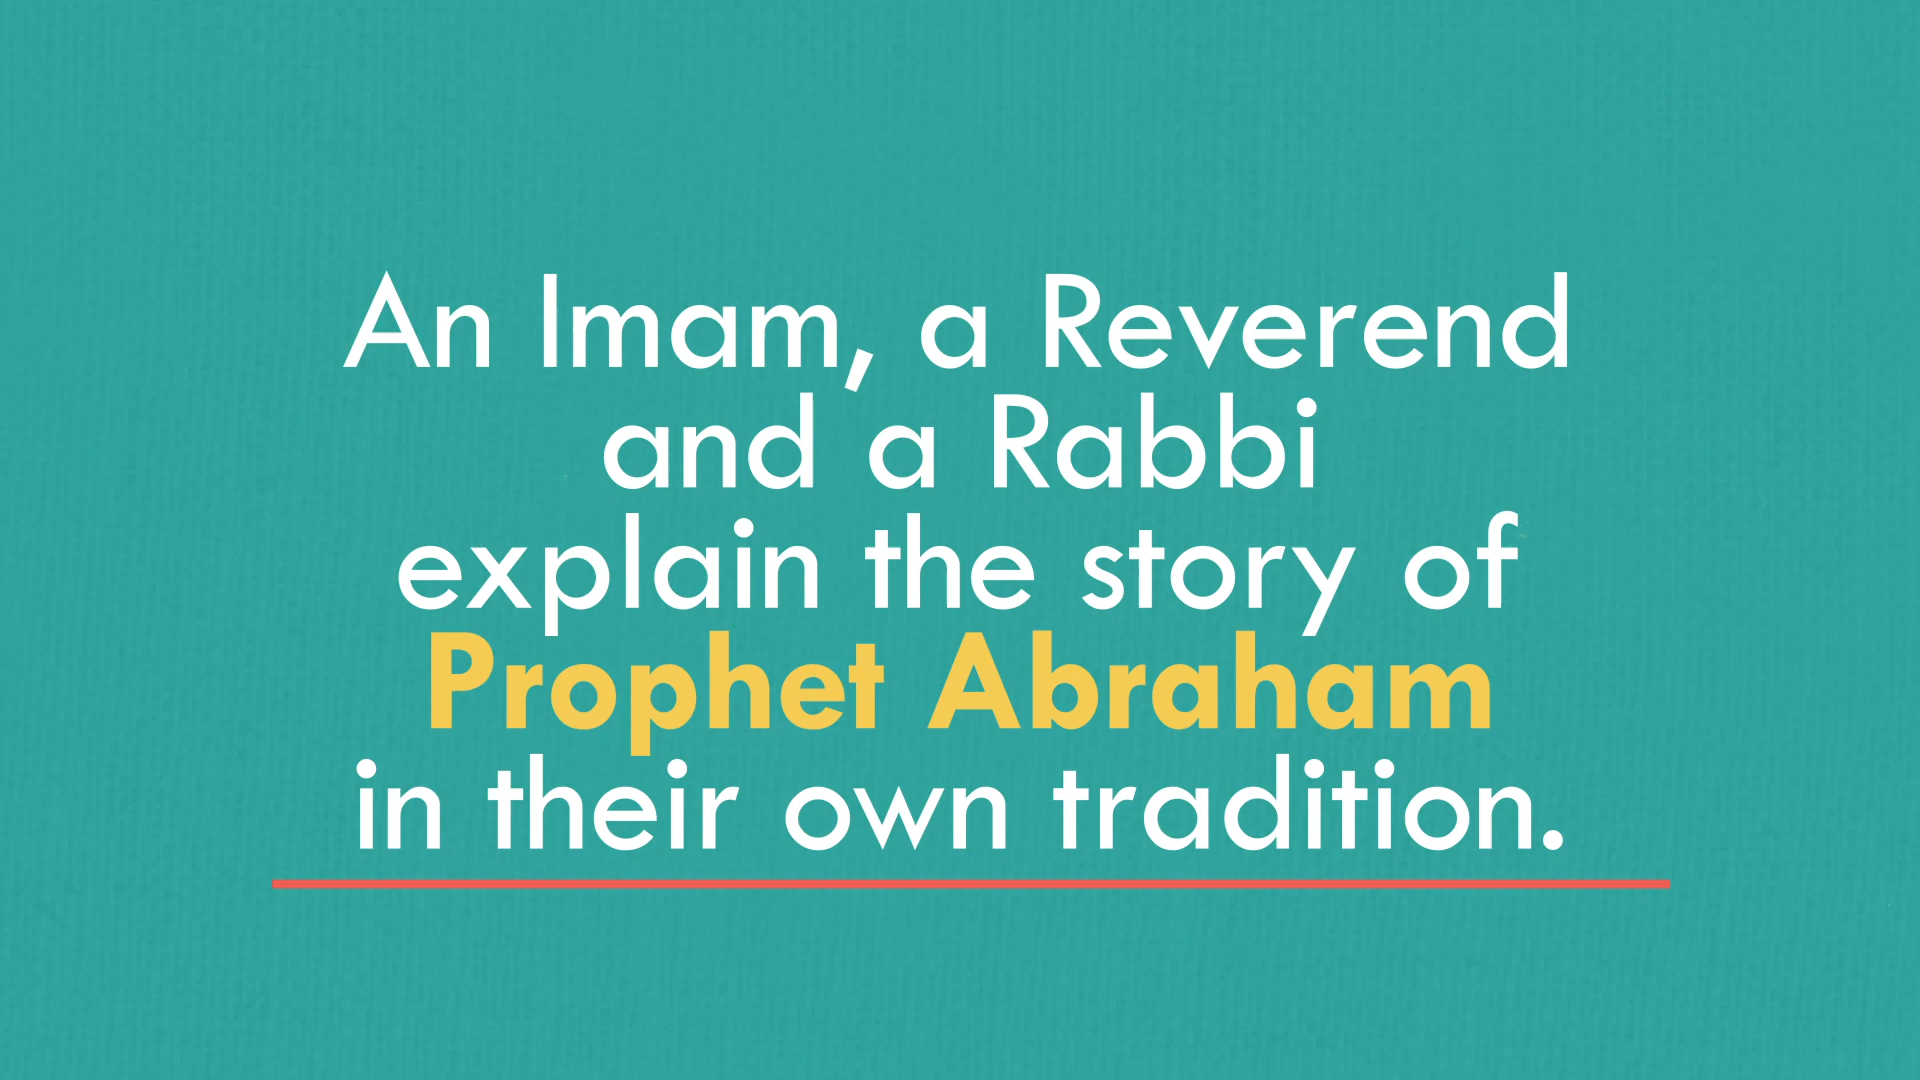 An Imam, a Reverend
and a Rabbi
explain the story of
Prophet Abraham
in their own tradition.